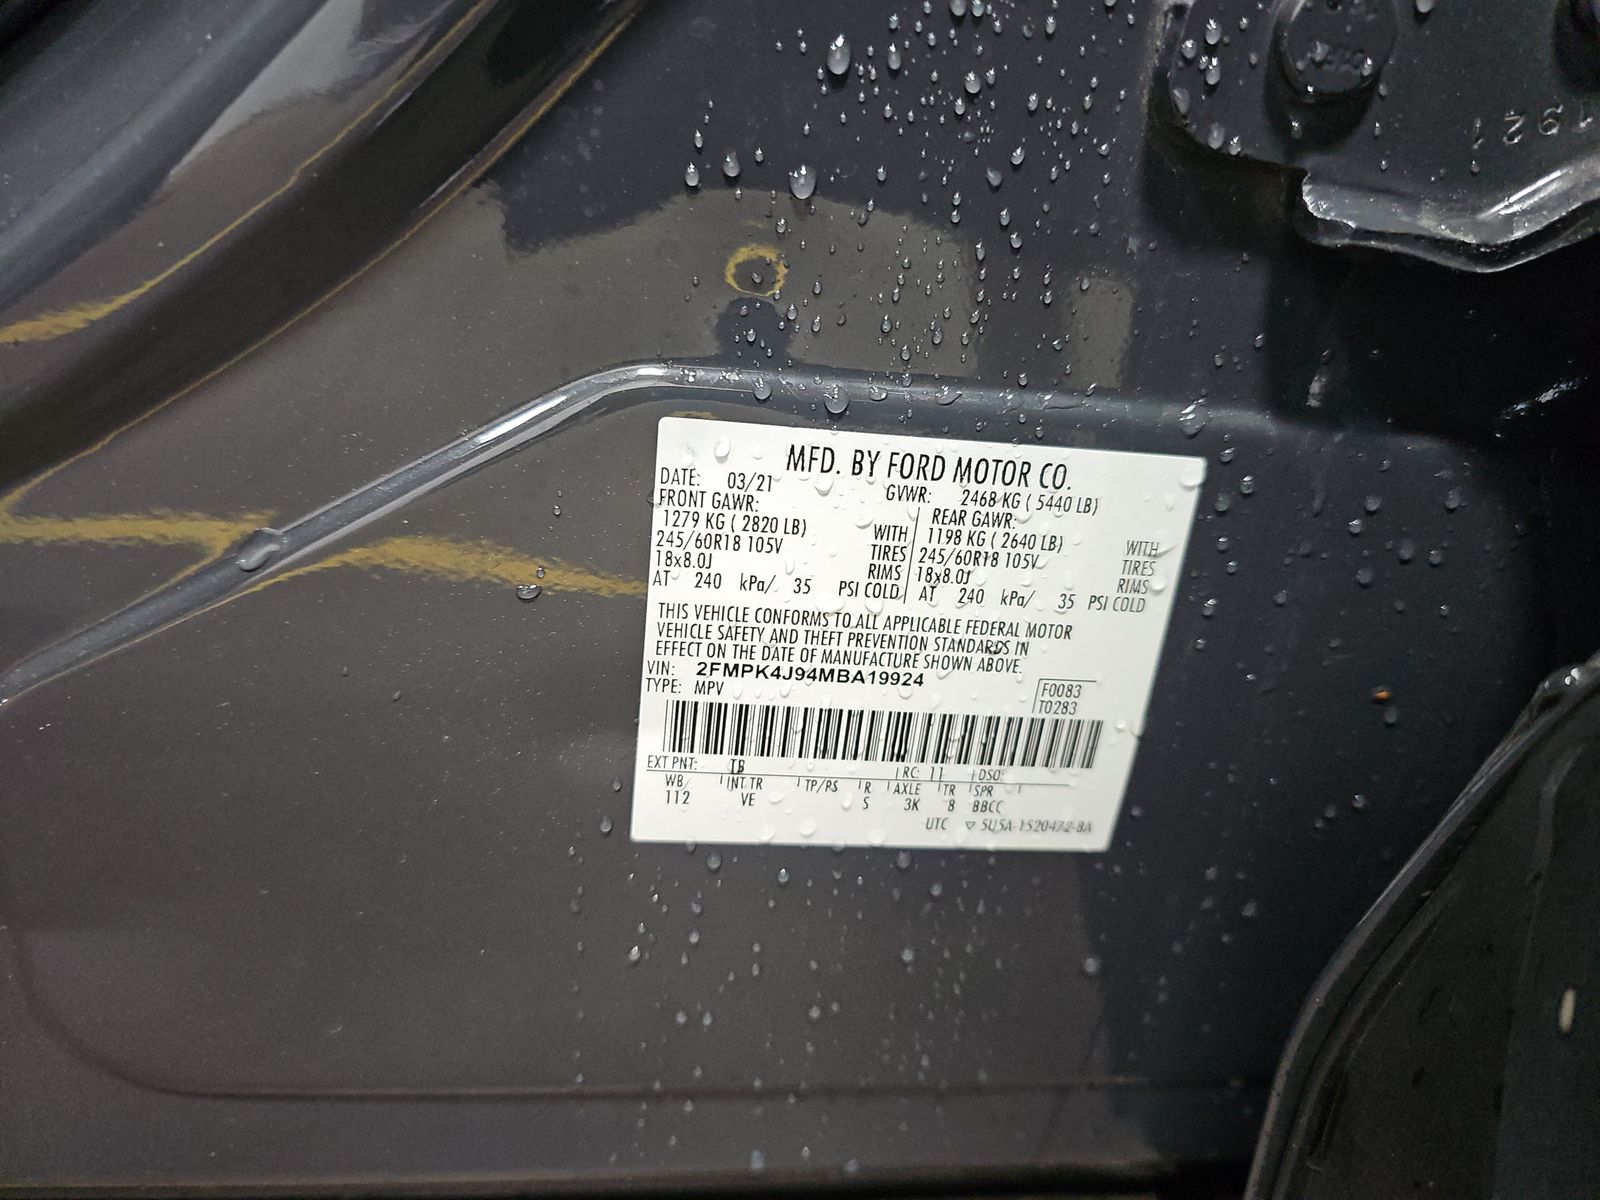 1921
MFD. BY FORD MOTOR CO.
DATE: 03/21 GVWR: 2468 KG ( 5440 LB)
FRONT GAWR: REAR GAWR:
1279 KG ( 2820 LB) WITH 1198 KG ( 2640 LB) WITH
245/60R18 105V TIRES 245/60R18 105V TIRES
18x8.0J RIMS 18x8.0J RIMS
AT 240 kPa/ 35 PSI COLD AT 240 kPa/ 35 PSI COLD
THIS VEHICLE CONFORMS TO ALL APPLICABLE FEDERAL MOTOR
VEHICLE SAFETY AND THEFT PREVENTION STANDARDS IN
EFFECT ON THE DATE OF MANUFACTURE SHOWN ABOVE.
VIN: 2FMPK4J94MBA19924
TYPE: MPV F0083
T0283
EXT PNT: TB RC: 11 DSO:
WB INT TR TP/PS R AXLE TR SPR
112 VE S 3K 8 BBCC
UTC ▽ 5U5A-1520472-BA